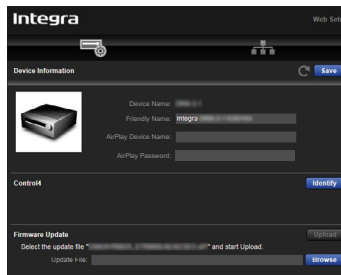 Integra
Web Set
Device Information
Save
Device Name:
Friendly Name: Integra
AirPlay Device Name:
AirPlay Password:
Control4
Identify
Firmware Update
Upload
Select the update file " " and start Upload.
Update File:
Browse